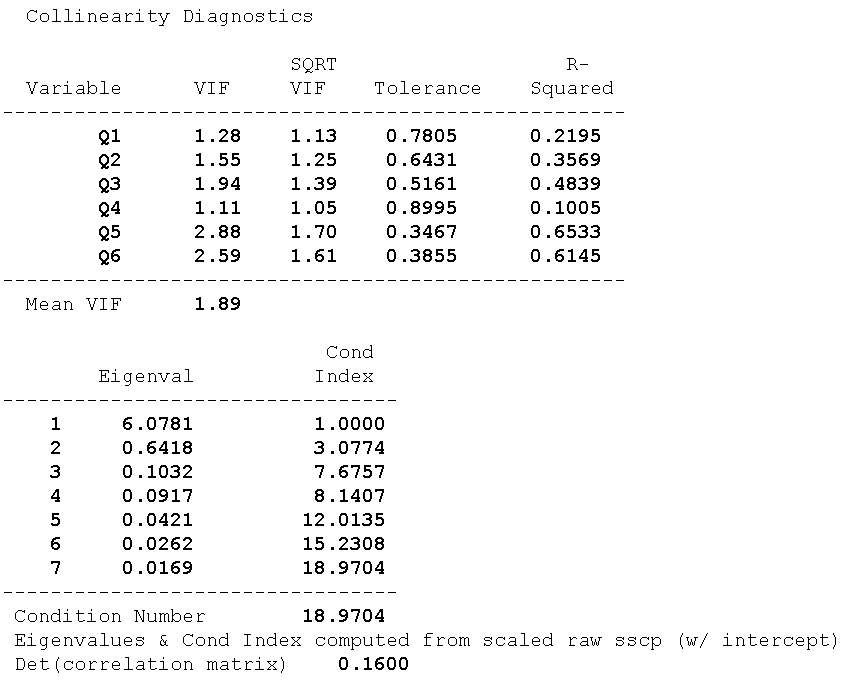 Collinearity Diagnostics
SQRT R-
Variable VIF VIF Tolerance Squared
----------------------------------------------------
Q1 1.28 1.13 0.7805 0.2195
Q2 1.55 1.25 0.6431 0.3569
Q3 1.94 1.39 0.5161 0.4839
Q4 1.11 1.05 0.8995 0.1005
Q5 2.88 1.70 0.3467 0.6533
Q6 2.59 1.61 0.3855 0.6145
----------------------------------------------------
Mean VIF 1.89
Cond
Eigenval Index
---------------------------------
1 6.0781 1.0000
2 0.6418 3.0774
3 0.1032 7.6757
4 0.0917 8.1407
5 0.0421 12.0135
6 0.0262 15.2308
7 0.0169 18.9704
---------------------------------
Condition Number 18.9704
Eigenvalues & Cond Index computed from scaled raw sscp (w/ intercept)
Det(correlation matrix) 0.1600